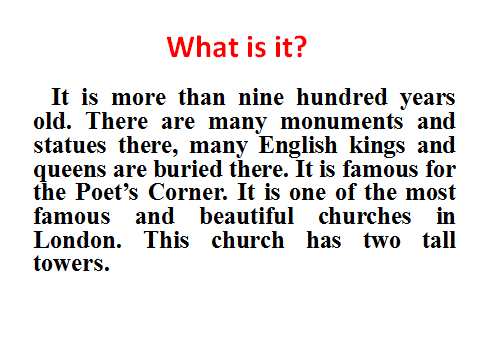 What is it?
It is more than nine hundred years
old. There are many monuments and
statues there, many English kings and
queens are buried there. It is famous for
the Poet’s Corner. It is one of the most
famous and beautiful churches in
London. This church has two tall
towers.